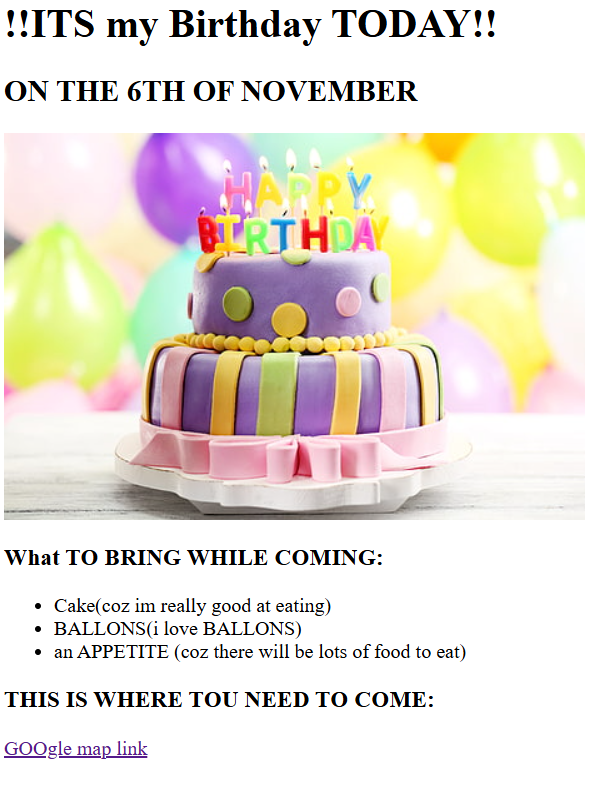 !!ITS my Birthday TODAY!!
ON THE 6TH OF NOVEMBER
HAPPY
BIRTHDAY
What TO BRING WHILE COMING:
Cake(coz im really good at eating)
BALLONS(i love BALLONS)
an APPETITE (coz there will be lots of food to eat)
THIS IS WHERE TOU NEED TO COME:
GOOgle map link